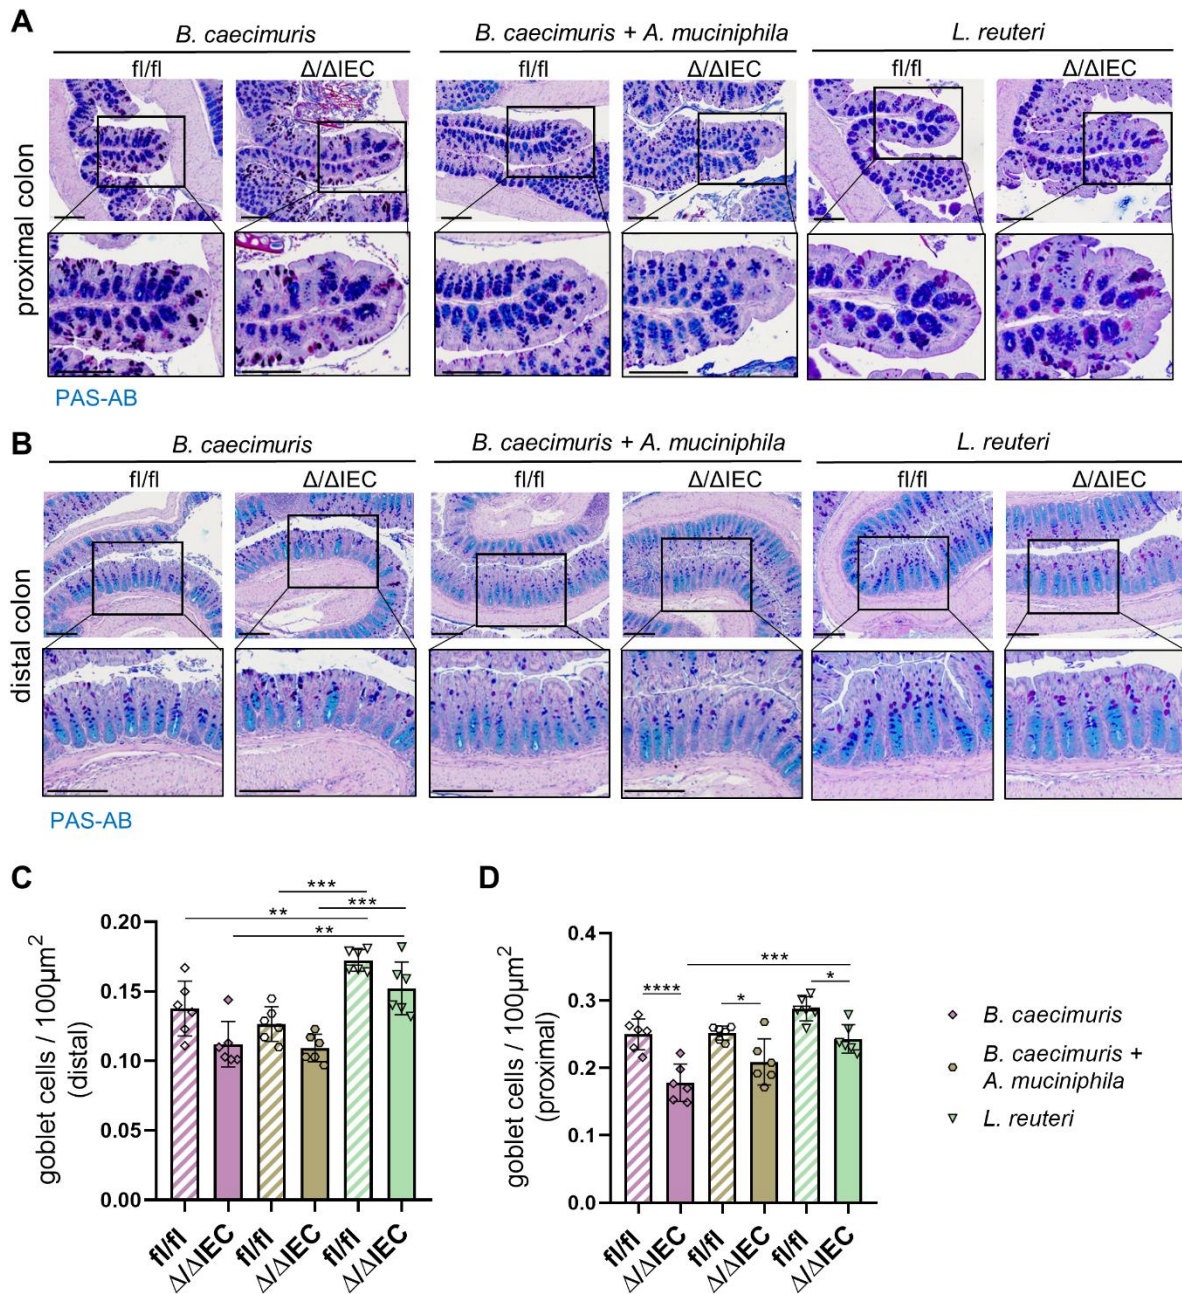 A
B. caecimuris
B. caecimuris + A. muciniphila
L. reuteri
fl/fl
Δ/ΔIEC
fl/fl
Δ/ΔIEC
fl/fl
Δ/ΔIEC
proximal colon
PAS-AB
B
B. caecimuris
B. caecimuris + A. muciniphila
L. reuteri
fl/fl
Δ/ΔIEC
fl/fl
Δ/ΔIEC
fl/fl
Δ/ΔIEC
distal colon
PAS-AB
C
goblet cells / 100µm²
(distal)
0.20
0.15
0.10
0.05
0.00
***
***
**
**
fl/fl
Δ/ΔIEC
fl/fl
Δ/ΔIEC
fl/fl
Δ/ΔIEC
D
goblet cells / 100µm²
(proximal)
0.4
0.3
0.2
0.1
0.0
***
****
*
*
fl/fl
Δ/ΔIEC
fl/fl
Δ/ΔIEC
fl/fl
Δ/ΔIEC
B. caecimuris
B. caecimuris +
A. muciniphila
L. reuteri